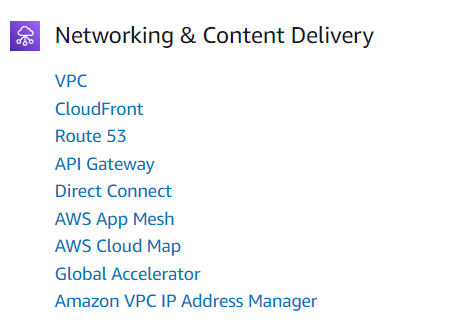 Networking & Content Delivery
VPC
CloudFront
Route 53
API Gateway
Direct Connect
AWS App Mesh
AWS Cloud Map
Global Accelerator
Amazon VPC IP Address Manager